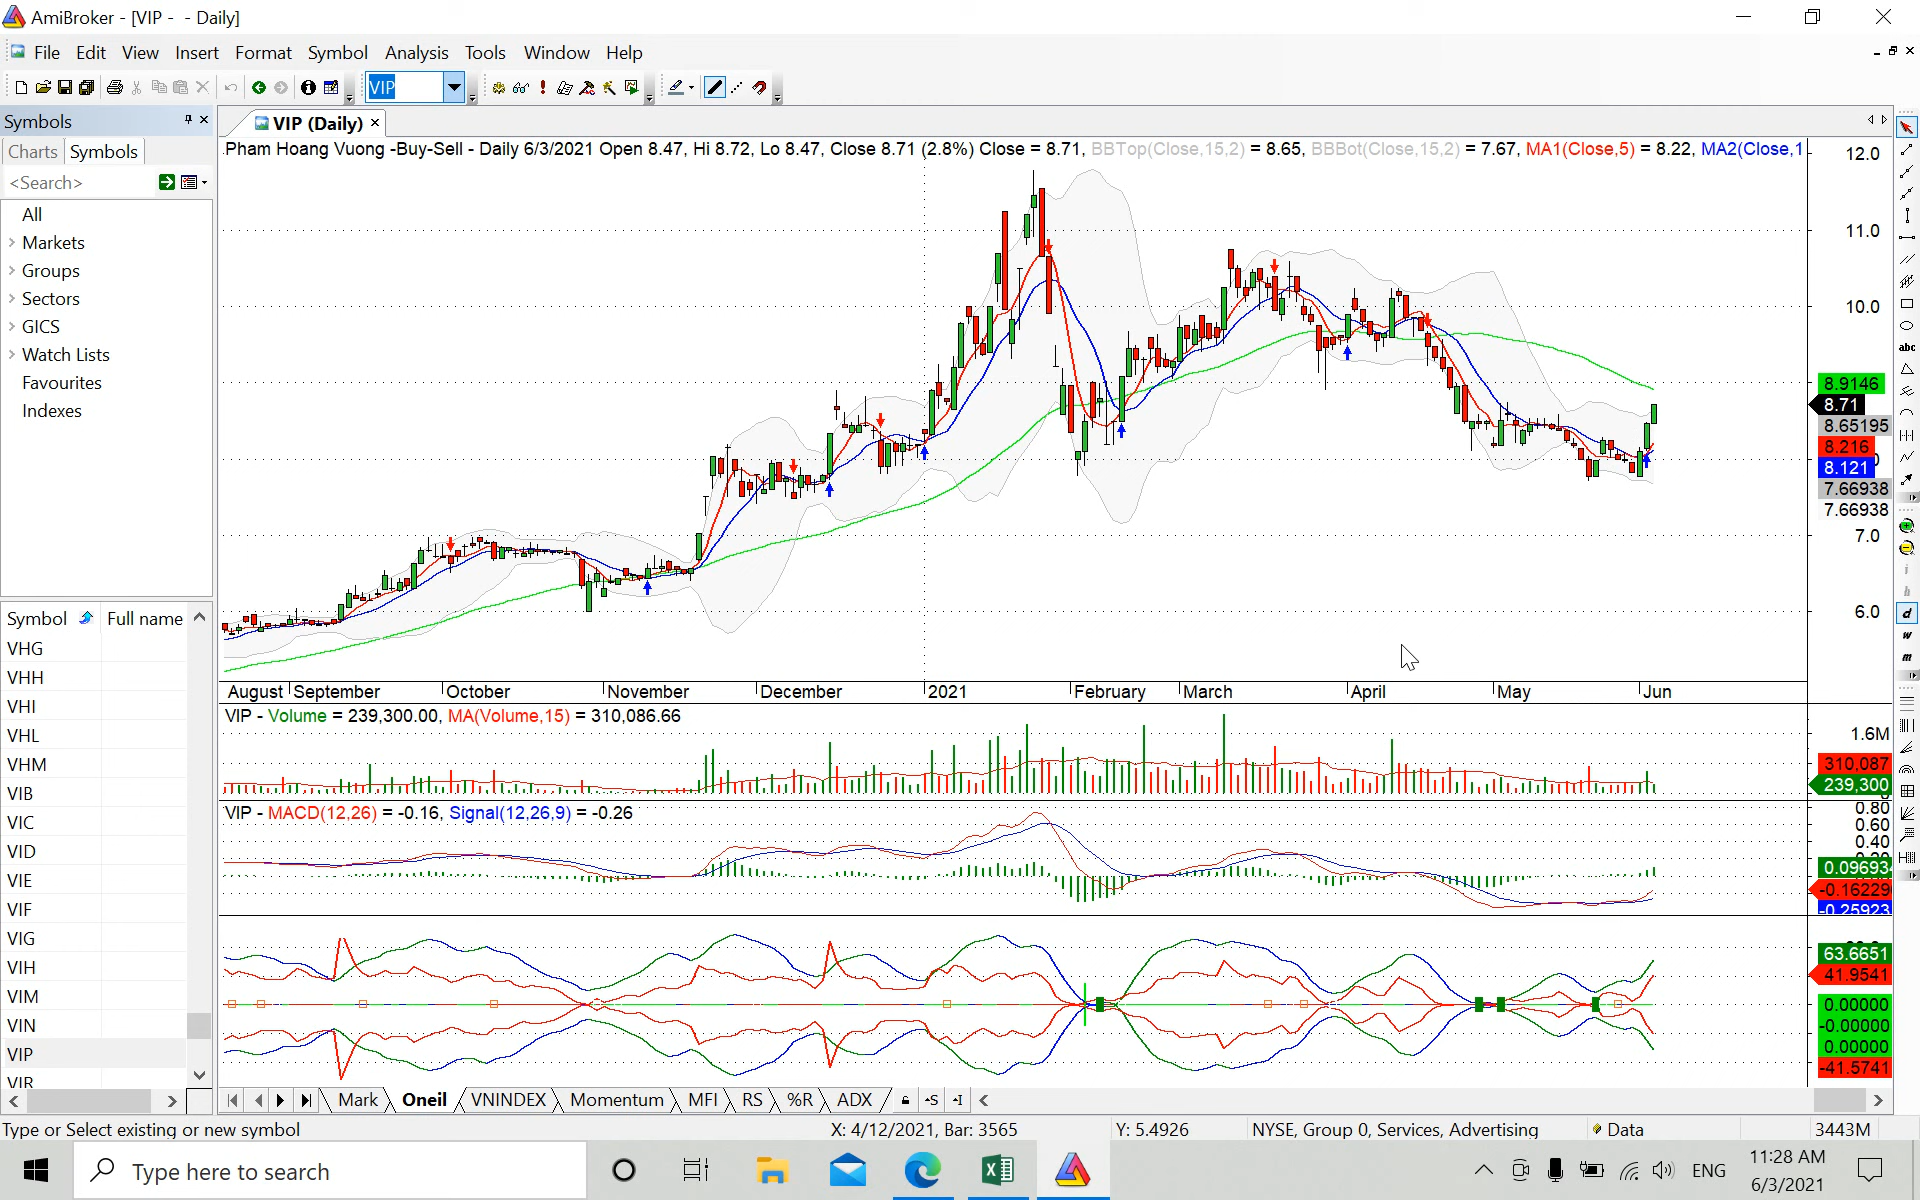 AmiBroker - [VIP - - Daily]
File Edit View Insert Format Symbol Analysis Tools Window Help
VIP
Symbols
VIP (Daily)
Charts Symbols
<Search>
All
Markets
Groups
Sectors
GICS
Watch Lists
Favourites
Indexes
Symbol Full name
VHG
VHH
VHI
VHL
VHM
VIB
VIC
VID
VIE
VIF
VIG
VIH
VIM
VIN
VIP
VIR
Pham Hoang Vuong -Buy-Sell - Daily 6/3/2021 Open 8.47, Hi 8.72, Lo 8.47, Close 8.71 (2.8%) Close = 8.71, BBTop(Close,15,2) = 8.65, BBBot(Close,15,2) = 7.67, MA1(Close,5) = 8.22, MA2(Close,1
12.0
11.0
10.0
8.9146
8.71
8.65195
8.216
8.121
7.66938
7.66938
7.0
6.0
August September October November December 2021 February March April May Jun
VIP - Volume = 239,300.00, MA(Volume,15) = 310,086.66
1.6M
310,087
239,300
VIP - MACD(12,26) = -0.16, Signal(12,26,9) = -0.26
0.80
0.60
0.40
0.09693
-0.16229
-0.25923
63.6651
41.9541
0.00000
-0.00000
0.00000
-41.5741
Mark Oneil VNINDEX Momentum MFI RS %R ADX S I
abc
i
h
d
w
m
Type or Select existing or new symbol X: 4/12/2021, Bar: 3565 Y: 5.4926 NYSE, Group 0, Services, Advertising Data 3443M
Type here to search
ENG
11:28 AM
6/3/2021